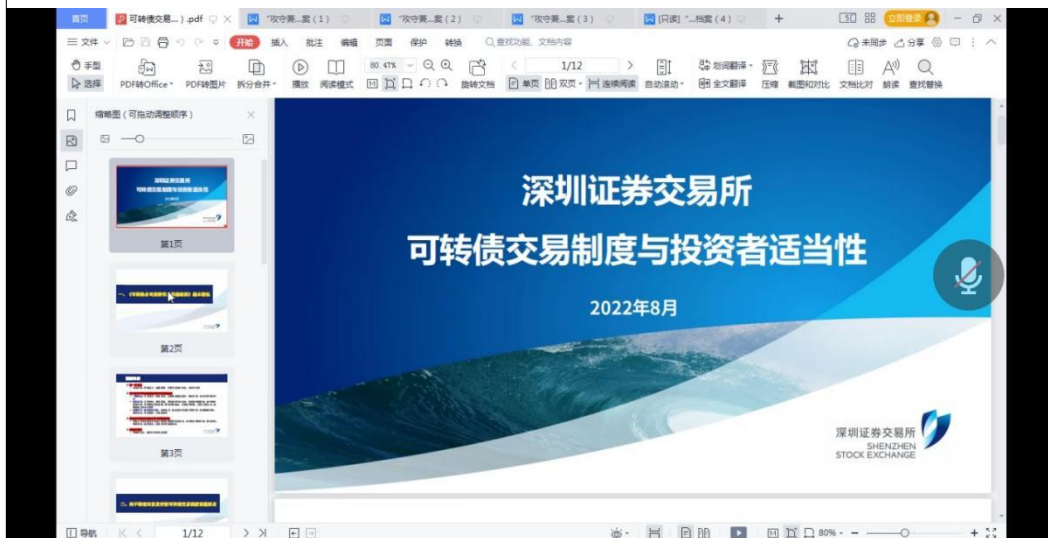 首页
可转债交易...).pdf
"攻守兼...案(1)
"攻守兼...案(2)
"攻守兼...案(3)
[只读] "...档案(4)
立即登录
文件
开始
插入
批注
编辑
页面
保护
转换
查找功能、文档内容
未同步
分享
手型
选择
PDF转Office
PDF转图片
拆分合并
播放
阅读模式
80.47%
旋转文档
1/12
单页
双页
连续阅读
自动滚动
划词翻译
全文翻译
压缩
截图和对比
文档比对
朗读
查找替换
缩略图(可拖动调整顺序)
第1页
第2页
第3页
深圳证券交易所
可转债交易制度与投资者适当性
2022年8月
深圳证券交易所
SHENZHEN
STOCK EXCHANGE
导航
1/12
80%